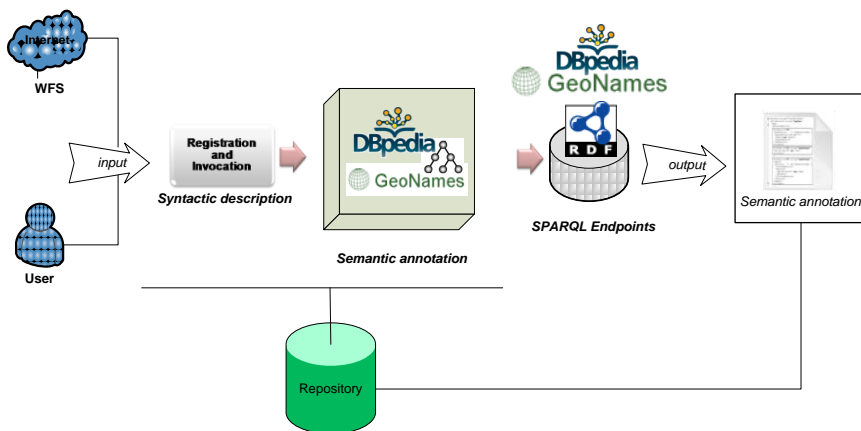 Internet
WFS
input
User
Registration
and
Invocation
Syntactic description
DBpedia
GeoNames
Semantic annotation
DBpedia
GeoNames
RDF
SPARQL Endpoints
output
Semantic annotation
Repository